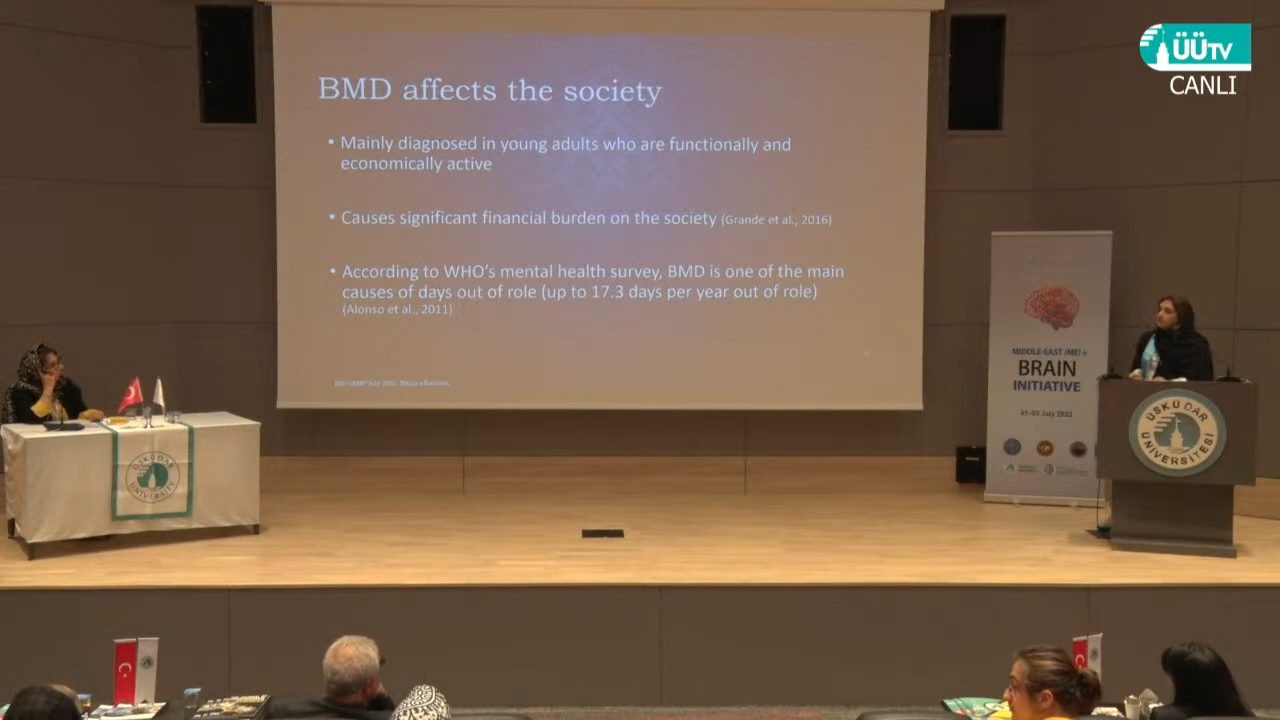 ÜÜTV
CANLI
BMD affects the society
• Mainly diagnosed in young adults who are functionally and
economically active
• Causes significant financial burden on the society (Grande et al., 2016)
• According to WHO's mental health survey, BMD is one of the main
causes of days out of role (up to 17.3 days per year out of role)
(Alonso et al., 2011)
MIDDLE-EAST (ME) +
BRAIN
INITIATIVE
01-03 July 2022
ÜSKÜDAR
ÜNİVERSİTESİ
ÜSKÜDAR
UNIVERSITY